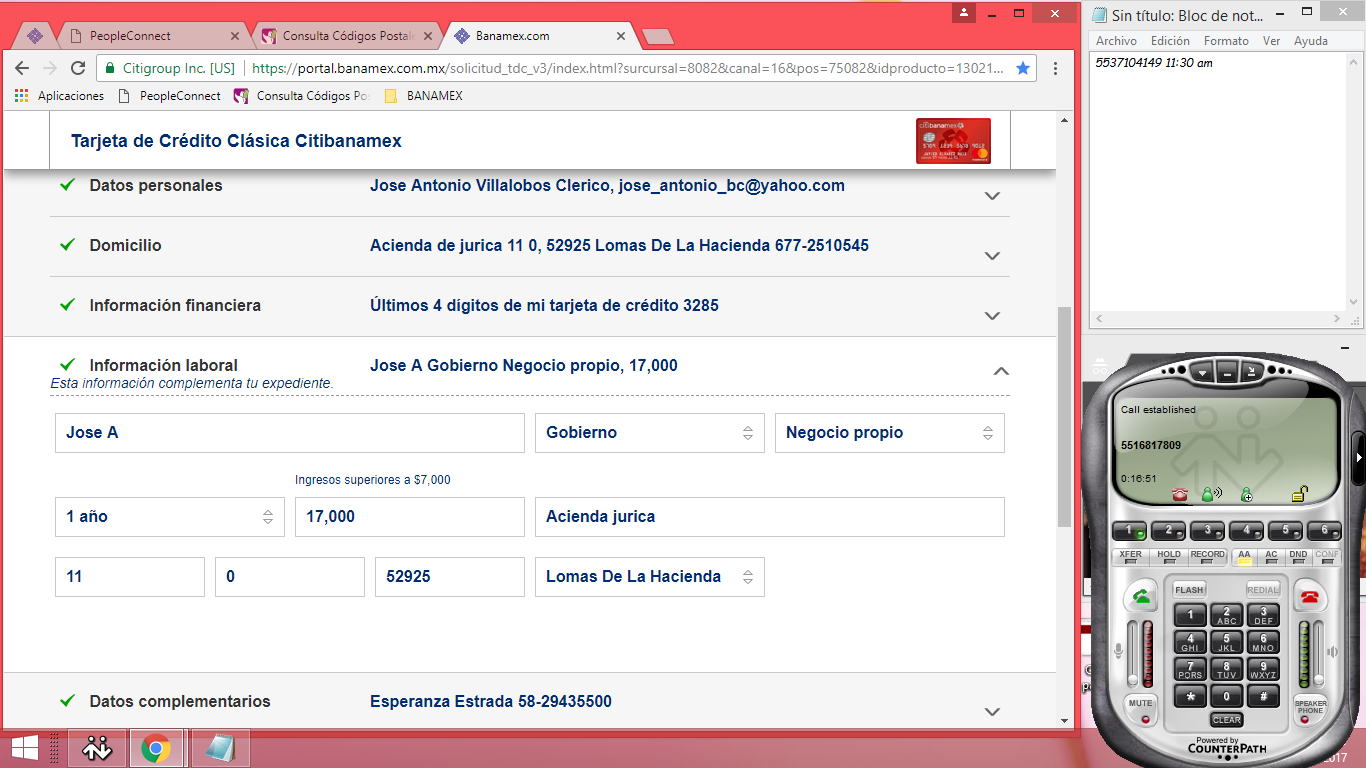 Sin título: Bloc de not...
PeopleConnect
Consulta Códigos Postale
Banamex.com
Citigroup Inc. [US]
https://portal.banamex.com.mx/solicitud_tdc_v3/index.html?surcursal=8082&canal=16&pos=75082&idproducto=13021...
Archivo Edición Formato Ver Ayuda
5537104149 11:30 am
Aplicaciones
PeopleConnect
Consulta Códigos Po
BANAMEX
Tarjeta de Crédito Clásica Citibanamex
citibanamex
Datos personales
Jose Antonio Villalobos Clerico, jose_antonio_bc@yahoo.com
Domicilio
Acienda de jurica 11 0, 52925 Lomas De La Hacienda 677-2510545
Información financiera
Últimos 4 dígitos de mi tarjeta de crédito 3285
Información laboral
Jose A Gobierno Negocio propio, 17,000
Esta información complementa tu expediente.
Jose A
Gobierno
Negocio propio
Ingresos superiores a $7,000
1 año
17,000
Acienda jurica
11
0
52925
Lomas De La Hacienda
Datos complementarios
Esperanza Estrada 58-29435500
Call established
5516817809
0:16:51
1 2 3 4 5 6
XFER HOLD RECORD AA AC DND CONF
FLASH
REDIAL
1 2 ABC 3 DEF
4 GHI 5 JKL 6 MNO
7 PQRS 8 TUV 9 WXYZ
* 0 #
MUTE
CLEAR
SPEAKER PHONE
Powered by
COUNTERPATH
2017